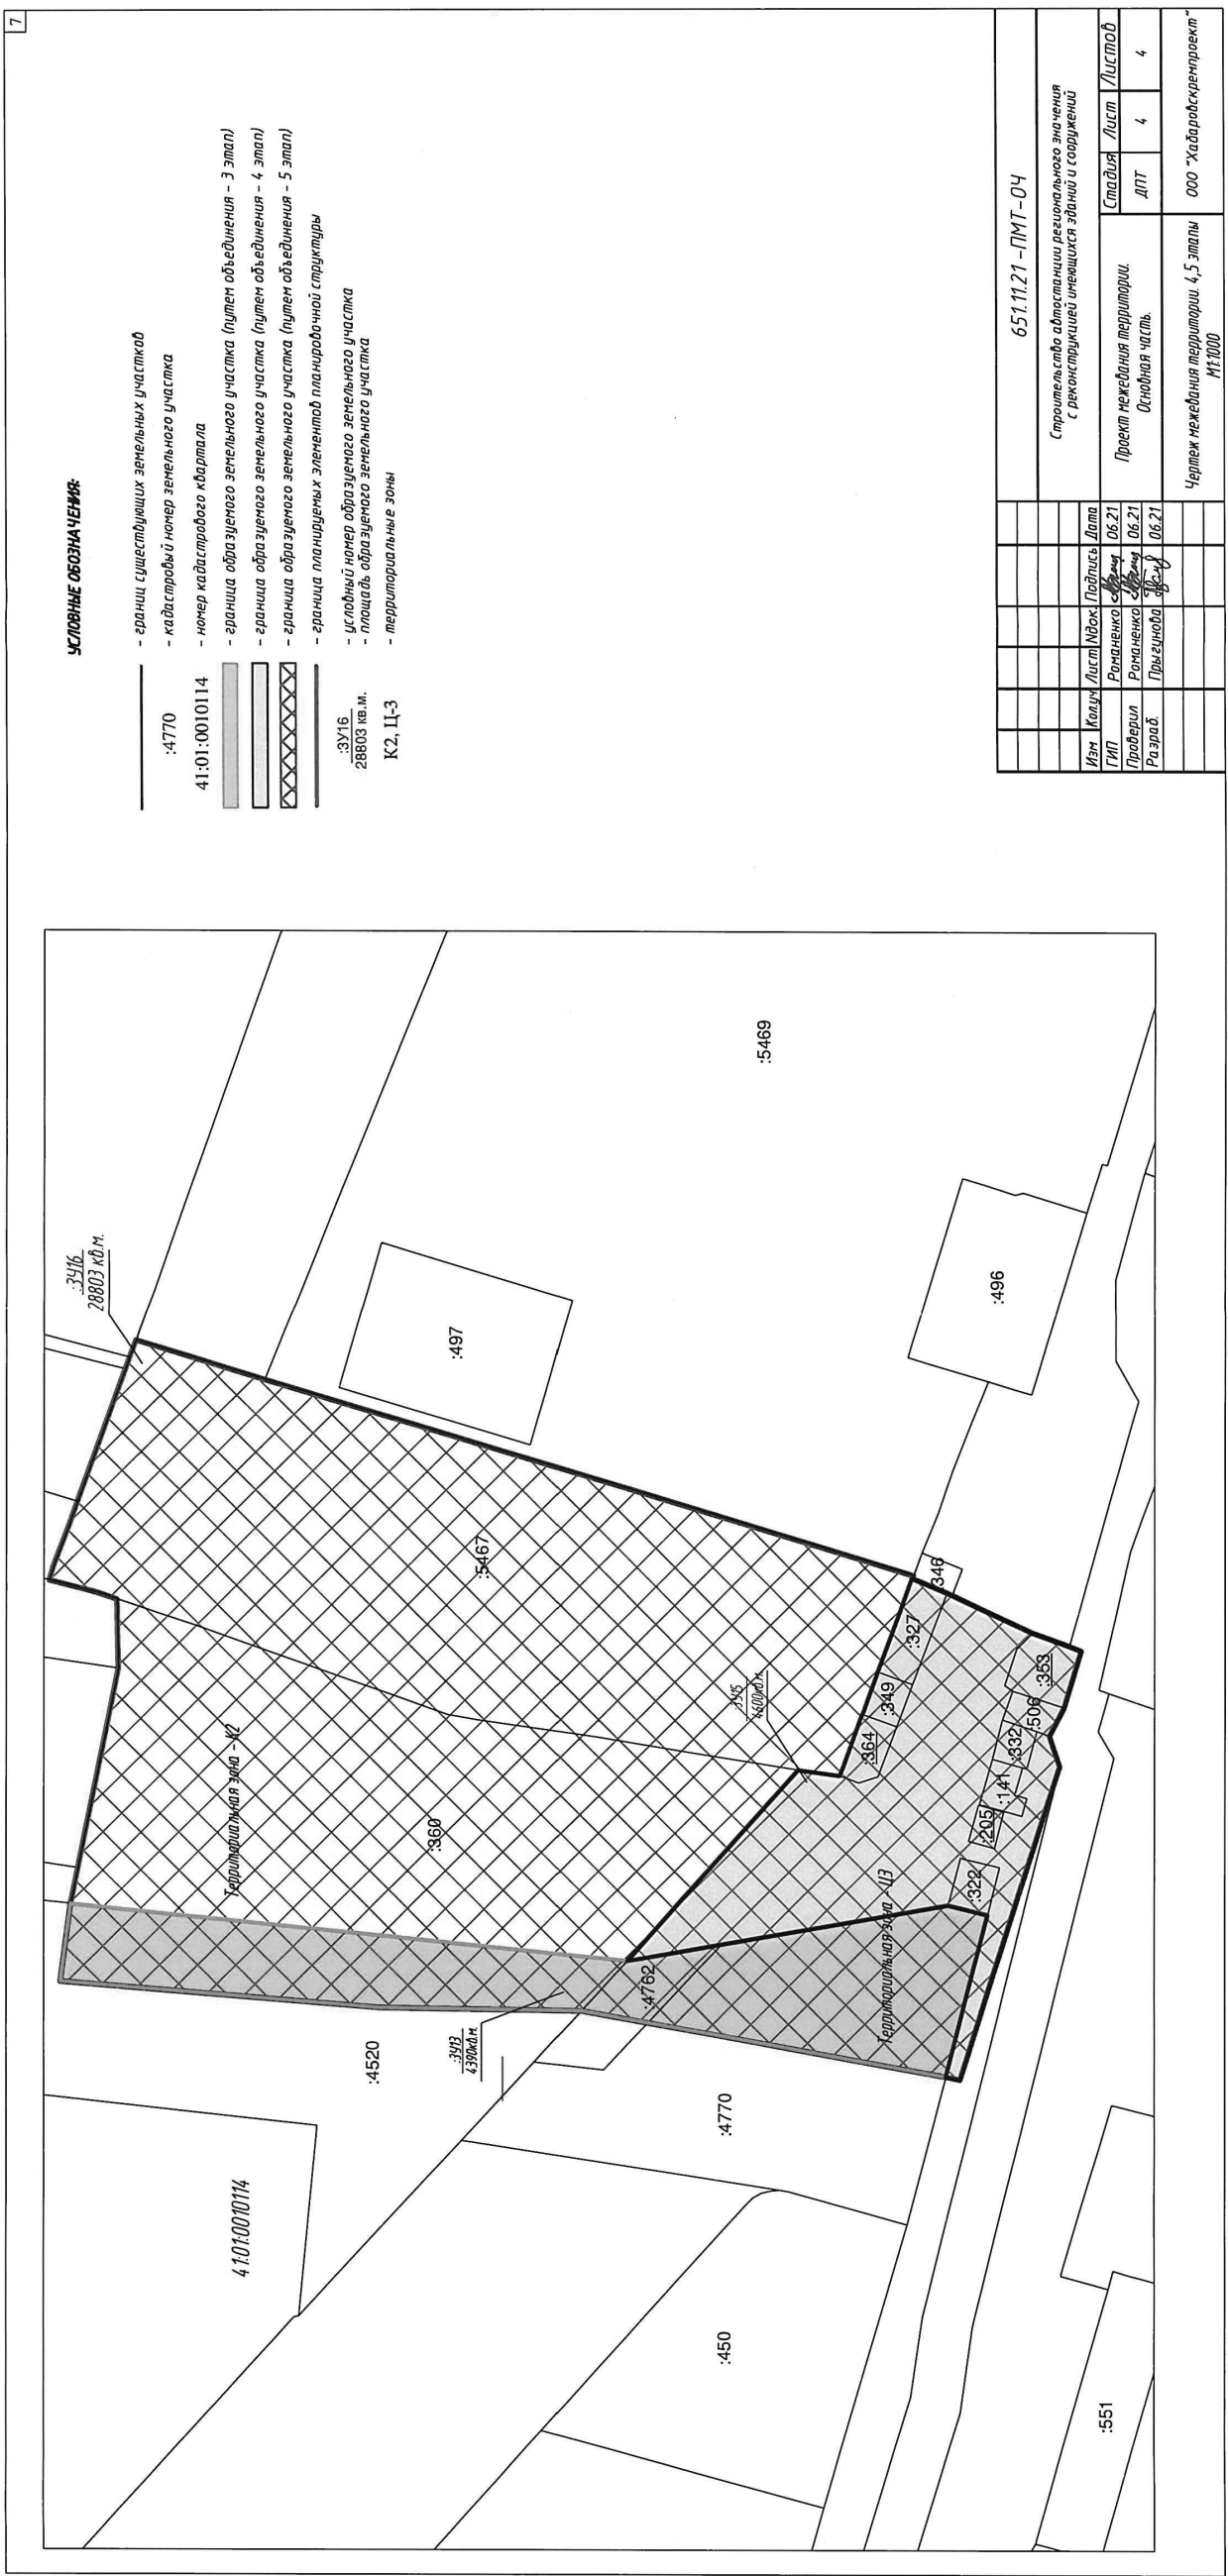 7
УСЛОВНЫЕ ОБОЗНАЧЕНИЯ:
- границ существующих земельных участков
:4770 - кадастровый номер земельного участка
41:01:0010114 - номер кадастрового квартала
- граница образуемого земельного участка (путем объединения - 3 этап)
- граница образуемого земельного участка (путем объединения - 4 этап)
- граница образуемого земельного участка (путем объединения - 5 этап)
- граница планируемых элементов планировочной структуры
:ЗУ16 - условный номер образуемого земельного участка
28803 кв.м. - площадь образуемого земельного участка
К2, Ц-3 - территориальные зоны
:ЗУ16
28803 кв.м.
41:01:0010114
:4520
Территориальная зона - К2
:360
:5467
:497
:5469
:ЗУ13
4390кв.м.
:4762
:ЗУ15
4600кв.м.
:450
:4770
Территориальная зона - Ц3
:364
:349
:327
:346
:322
:205
:141
:332
:506
:353
:496
:551
651.11.21-ПМТ-ОЧ
Строительство автостанции регионального значения
с реконструкцией имеющихся зданий и сооружений
Изм Кол.уч Лист Nдок. Подпись Дата
ГИП Романенко 06.21
Проверил Романенко 06.21
Разраб. Прыгунова 06.21
Проект межевания территории.
Основная часть.
Стадия Лист Листов
ДПТ 4 4
Чертеж межевания территории. 4,5 этапы
М1:1000
ООО "Хабаровскремпроект"